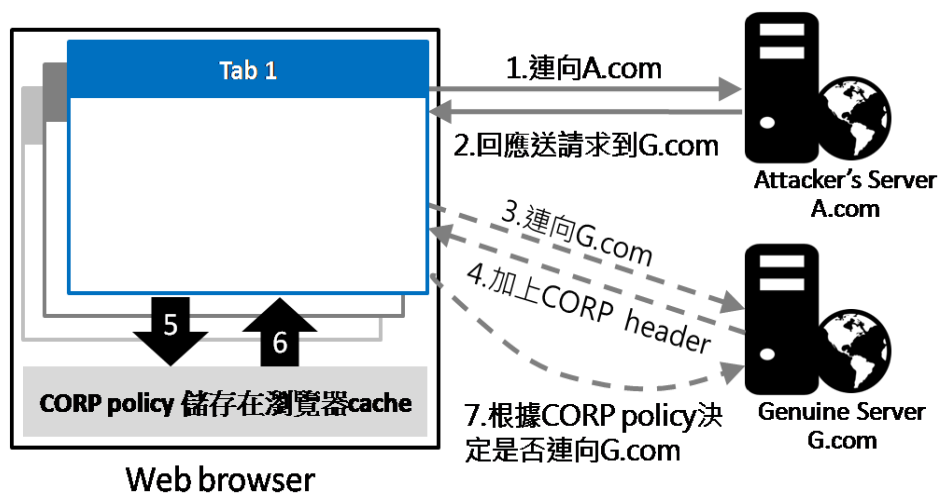 Tab 1
1.連向A.com
2.回應送請求到G.com
Attacker's Server
A.com
3.連向G.com
4.加上CORP header
5
6
CORP policy 儲存在瀏覽器cache
7.根據CORP policy決
定是否連向G.com
Genuine Server
G.com
Web browser